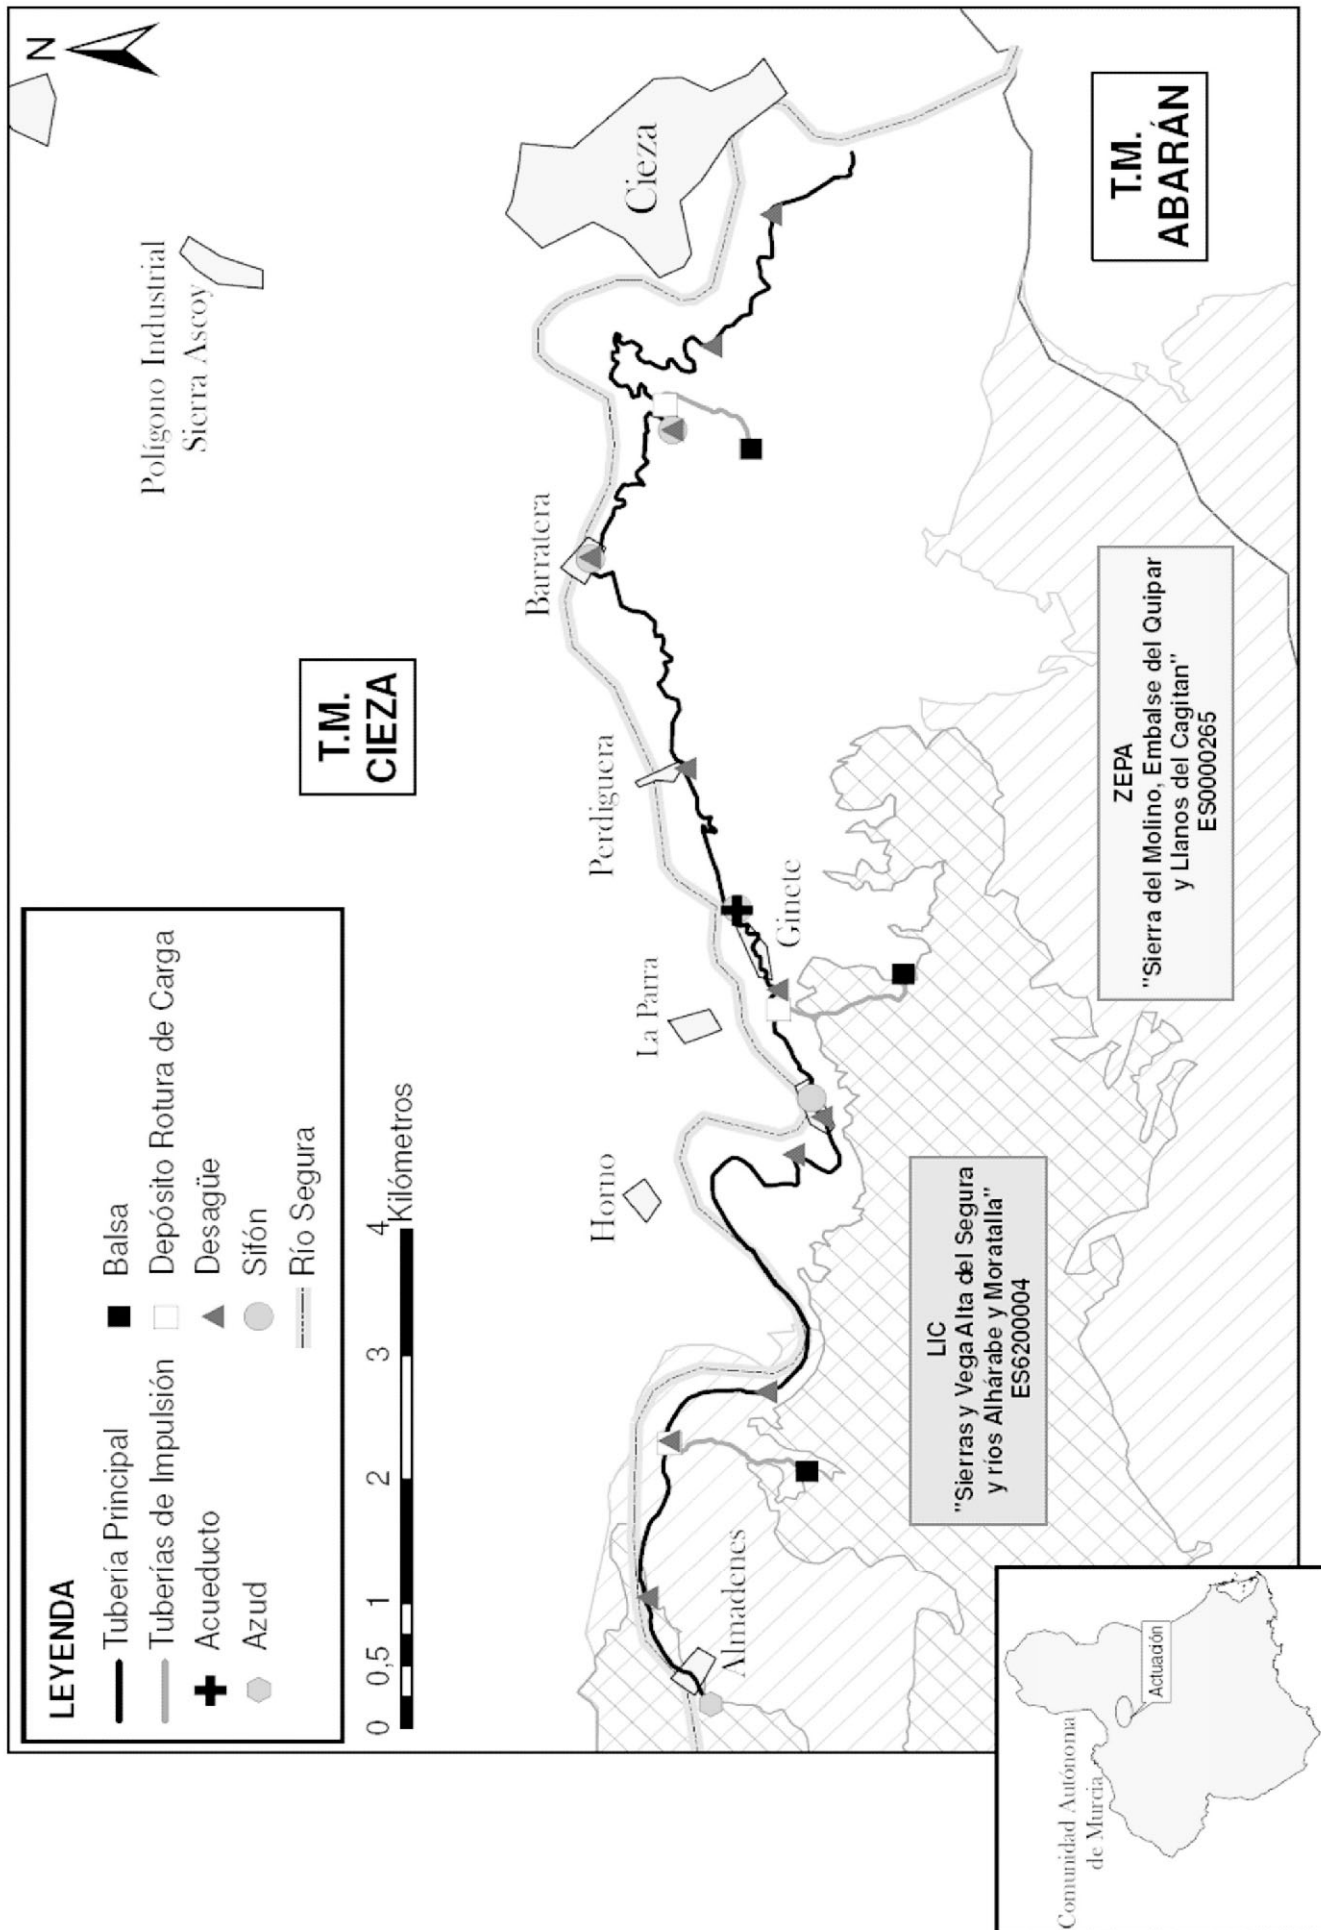 N
LEYENDA
Tubería Principal
Tuberías de Impulsión
Acueducto
Azud
Balsa
Depósito Rotura de Carga
Desagüe
Sifón
Río Segura
0
0,5
1
2
3
4
Kilómetros
T.M.
CIEZA
Polígono Industrial
Sierra Ascoy
Almadenes
Horno
La Parra
Ginete
Perdiguera
Barratera
Cieza
T.M.
ABARÁN
LIC
"Sierras y Vega Alta del Segura
y ríos Alhárabe y Moratalla"
ES6200004
ZEPA
"Sierra del Molino, Embalse del Quipar
y Llanos del Cagitan"
ES0000265
Comunidad Autónoma
de Murcia
Actuación